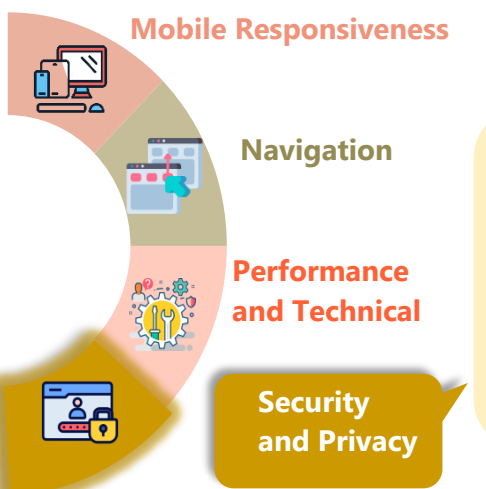 Mobile Responsiveness
Navigation
Performance
and Technical
Security
and Privacy